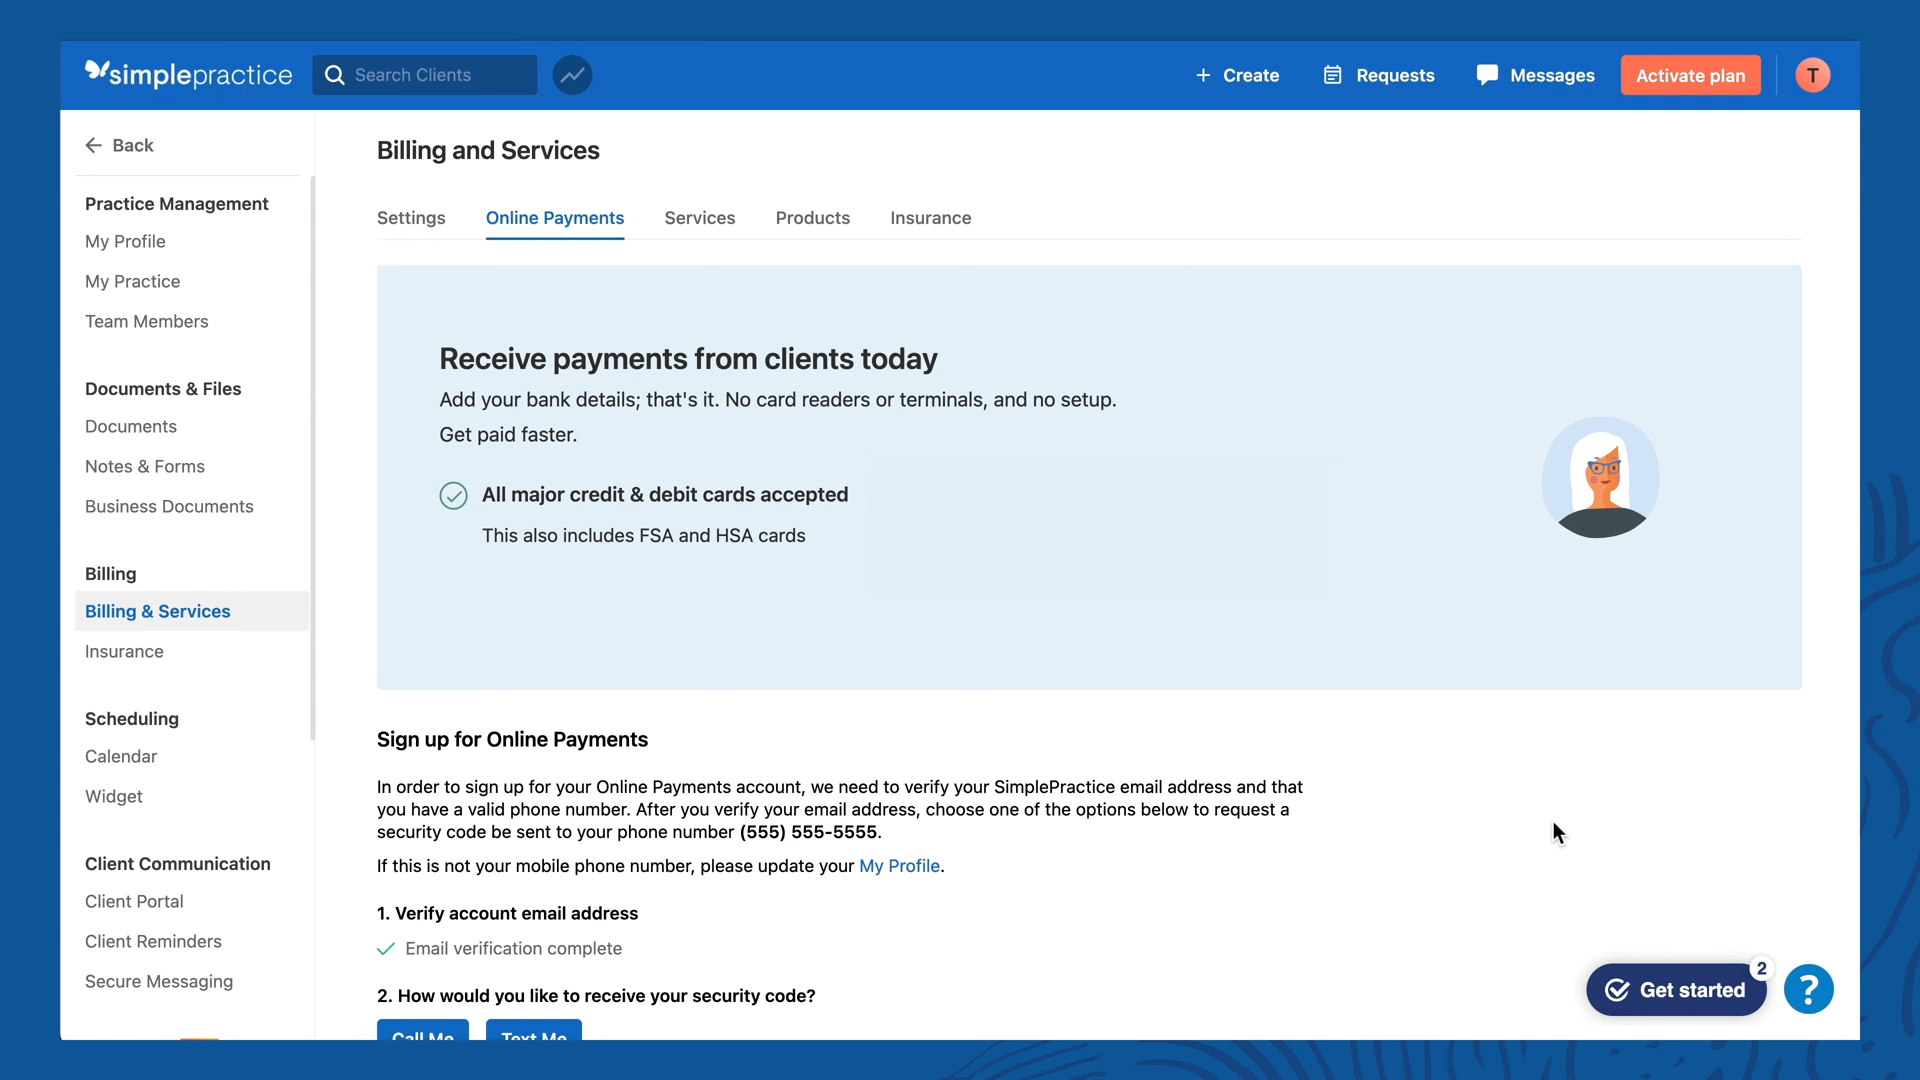 simplepractice
Search Clients
Create
Requests
Messages
Activate plan
T
Back
Practice Management
My Profile
My Practice
Team Members
Documents & Files
Documents
Notes & Forms
Business Documents
Billing
Billing & Services
Insurance
Scheduling
Calendar
Widget
Client Communication
Client Portal
Client Reminders
Secure Messaging
Billing and Services
Settings
Online Payments
Services
Products
Insurance
Receive payments from clients today
Add your bank details; that's it. No card readers or terminals, and no setup.
Get paid faster.
All major credit & debit cards accepted
This also includes FSA and HSA cards
Sign up for Online Payments
In order to sign up for your Online Payments account, we need to verify your SimplePractice email address and that
you have a valid phone number. After you verify your email address, choose one of the options below to request a
security code be sent to your phone number (555) 555-5555.
If this is not your mobile phone number, please update your My Profile.
1. Verify account email address
Email verification complete
2. How would you like to receive your security code?
Call Me
Text Me
Get started
2
?